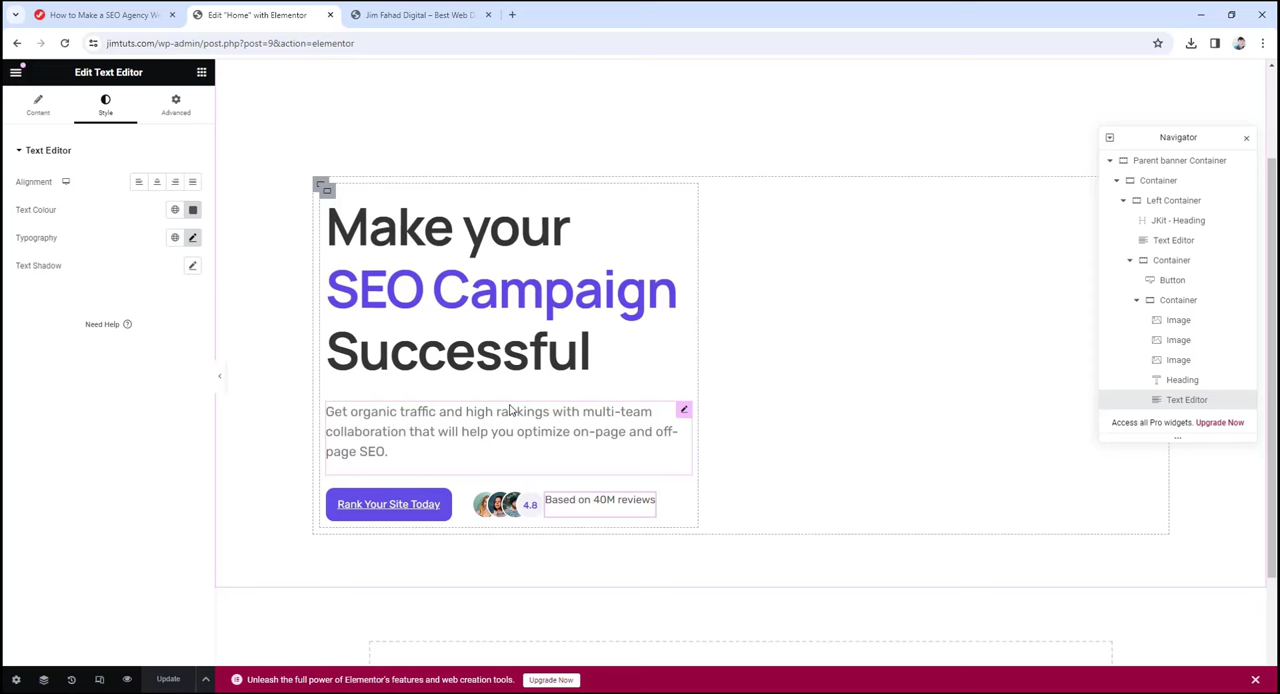 How to Make a SEO Agency We
Edit "Home" with Elementor
Jim Fahad Digital – Best Web D
jimtuts.com/wp-admin/post.php?post=9&action=elementor
Edit Text Editor
Content
Style
Advanced
Text Editor
Alignment
Text Colour
Typography
Text Shadow
Need Help
Make your
SEO Campaign
Successful
Get organic traffic and high rankings with multi-team
collaboration that will help you optimize on-page and off-
page SEO.
Rank Your Site Today
4.8
Based on 40M reviews
Navigator
Parent banner Container
Container
Left Container
JKit - Heading
Text Editor
Container
Button
Container
Image
Image
Image
Heading
Text Editor
Access all Pro widgets. Upgrade Now
Update
Unleash the full power of Elementor's features and web creation tools.
Upgrade Now